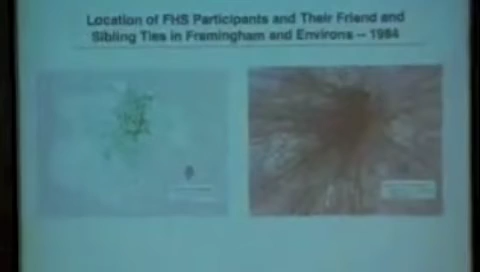 Location of FHS Participants and Their Friend and
Sibling Ties in Framingham and Environs -- 1984